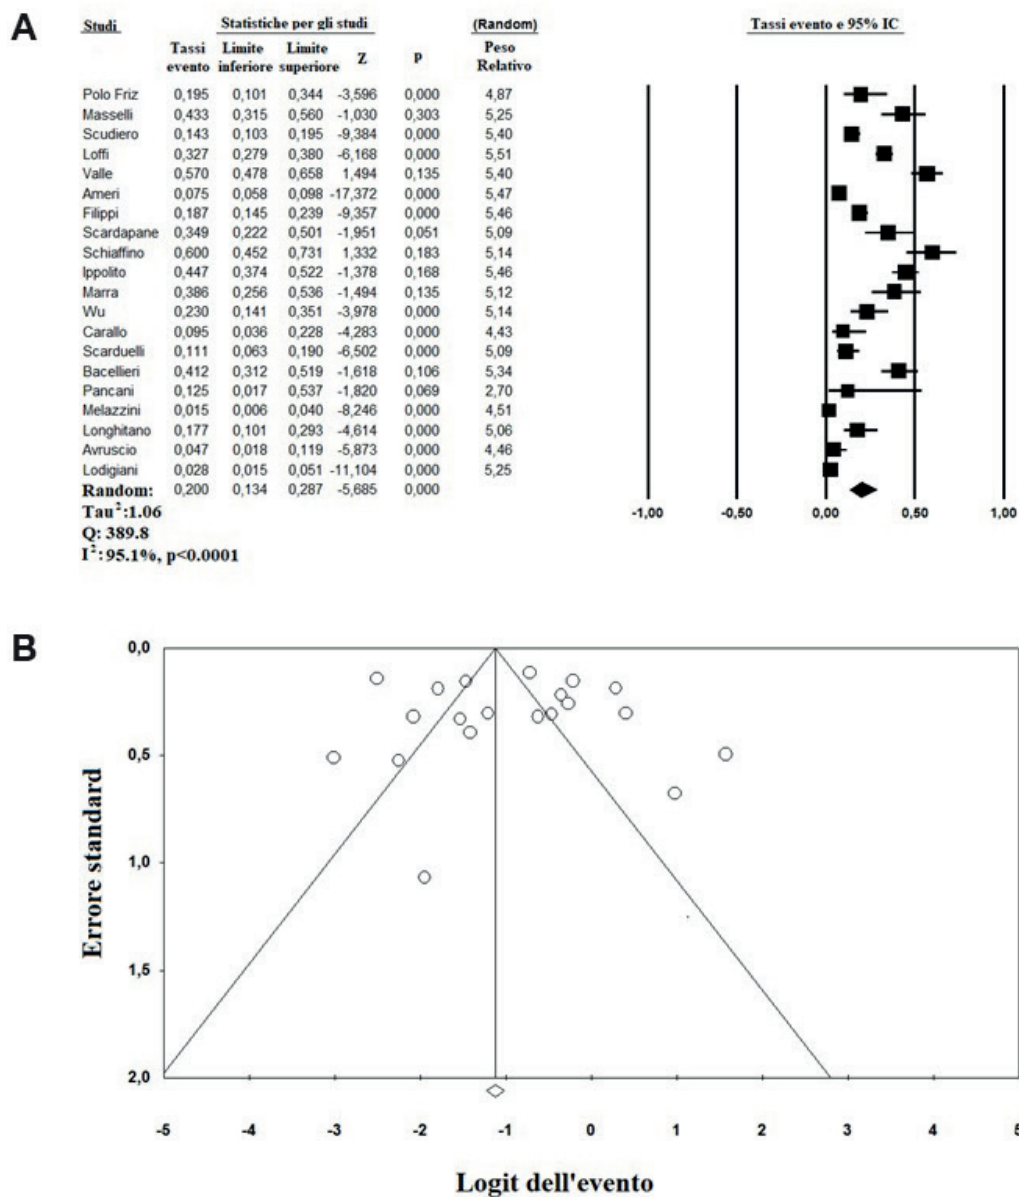 A
Studi Statistiche per gli studi (Random) Tassi evento e 95% IC
Tassi evento Limite inferiore Limite superiore Z p Peso Relativo
Polo Friz 0,195 0,101 0,344 -3,596 0,000 4,87
Masselli 0,433 0,315 0,560 -1,030 0,303 5,25
Scudiero 0,143 0,103 0,195 -9,384 0,000 5,40
Loffi 0,327 0,279 0,380 -6,168 0,000 5,51
Valle 0,570 0,478 0,658 1,494 0,135 5,40
Ameri 0,075 0,058 0,098 -17,372 0,000 5,47
Filippi 0,187 0,145 0,239 -9,357 0,000 5,46
Scardapane 0,349 0,222 0,501 -1,951 0,051 5,09
Schiaffino 0,600 0,452 0,731 1,332 0,183 5,14
Ippolito 0,447 0,374 0,522 -1,378 0,168 5,46
Marra 0,386 0,256 0,536 -1,494 0,135 5,12
Wu 0,230 0,141 0,351 -3,978 0,000 5,14
Carallo 0,095 0,036 0,228 -4,283 0,000 4,43
Scarduelli 0,111 0,063 0,190 -6,502 0,000 5,09
Bacellieri 0,412 0,312 0,519 -1,618 0,106 5,34
Pancani 0,125 0,017 0,537 -1,820 0,069 2,70
Melazzini 0,015 0,006 0,040 -8,246 0,000 4,51
Longhitano 0,177 0,101 0,293 -4,614 0,000 5,06
Avruscio 0,047 0,018 0,119 -5,873 0,000 4,46
Lodigiani 0,028 0,015 0,051 -11,104 0,000 5,25
Random: 0,200 0,134 0,287 -5,685 0,000
-1,00 -0,50 0,00 0,50 1,00
Tau²:1.06
Q: 389.8
I²: 95.1%, p<0.0001
B
0,0
0,5
1,0
1,5
2,0
Errore standard
-5 -4 -3 -2 -1 0 1 2 3 4 5
Logit dell'evento